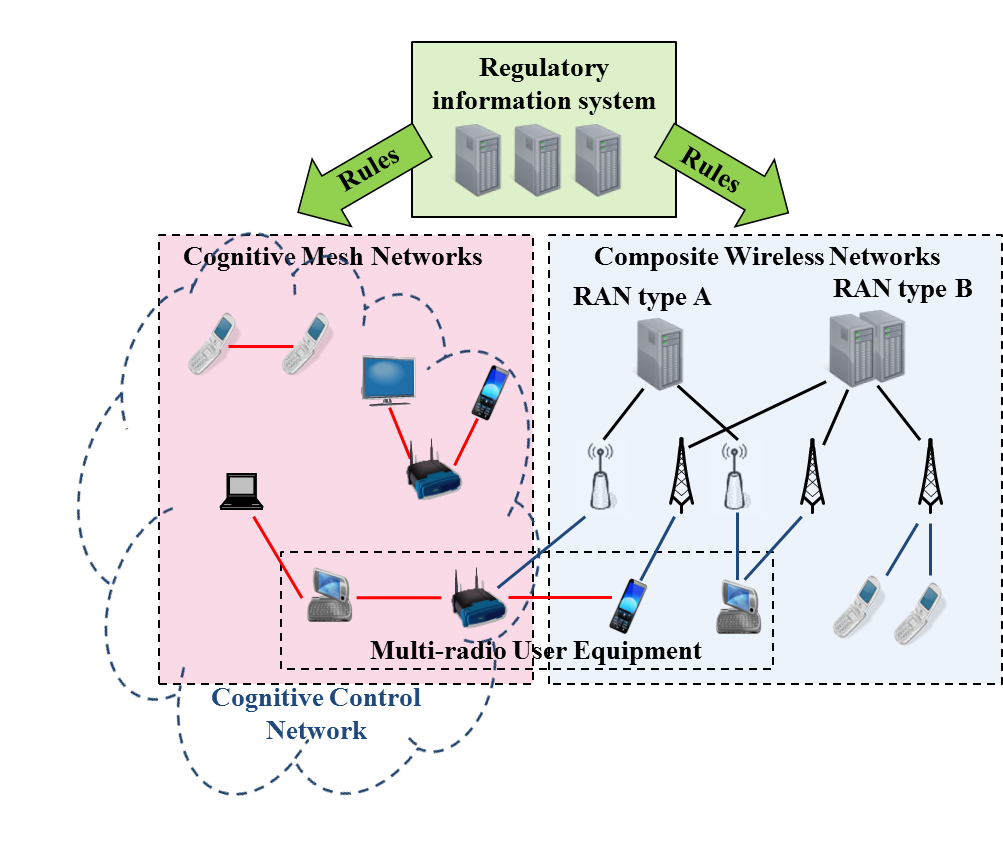 Regulatory
information system
Rules
Rules
Cognitive Mesh Networks
Composite Wireless Networks
RAN type A
RAN type B
Multi-radio User Equipment
Cognitive Control
Network